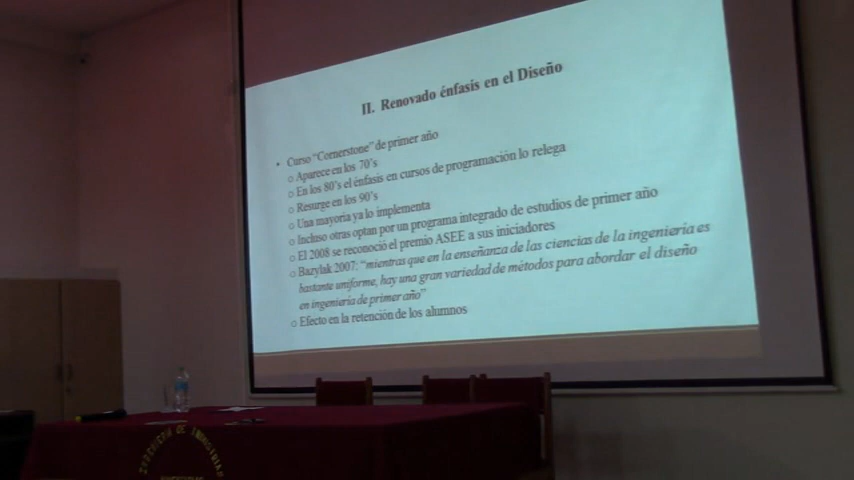 II. Renovado énfasis en el Diseño
• Curso "Cornerstone" de primer año
o Aparece en los 70's
o En los 80's el énfasis en cursos de programación lo relega
o Resurge en los 90's
o Una mayoría ya lo implementa
o Incluso otras optan por un programa integrado de estudios de primer año
o El 2008 se reconoció el premio ASEE a sus iniciadores
o Bazylak 2007: "mientras que en la enseñanza de las ciencias de la ingeniería es
bastante uniforme, hay una gran variedad de métodos para abordar el diseño
en ingeniería de primer año"
o Efecto en la retención de los alumnos
DE